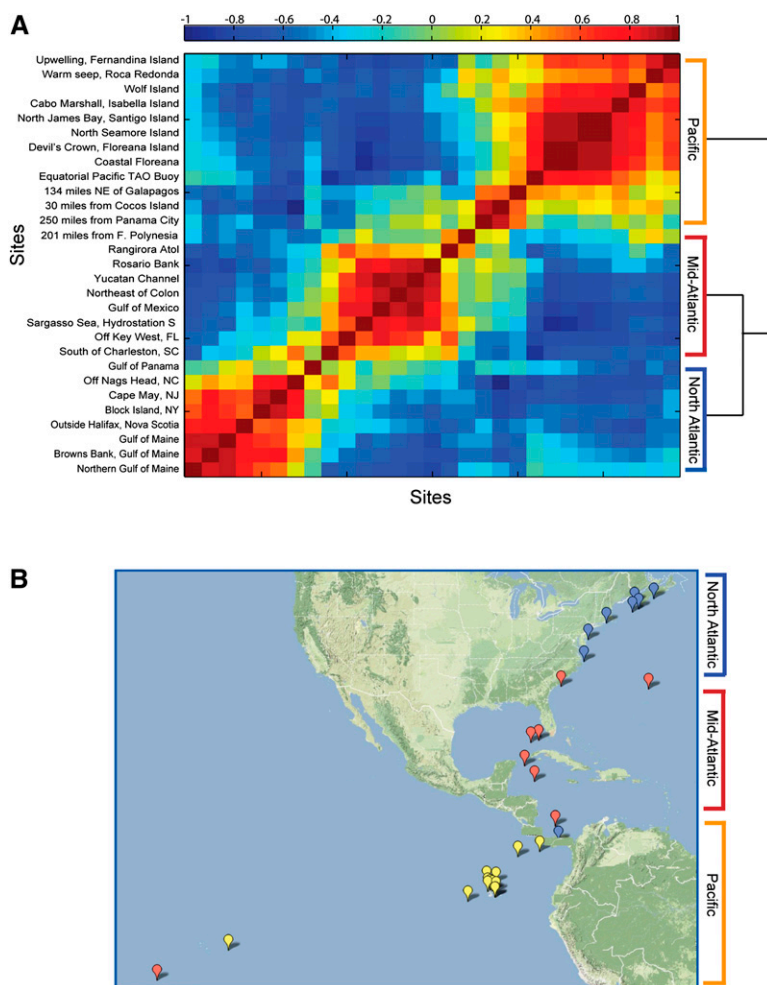 A
-1 -0.8 -0.6 -0.4 -0.2 0 0.2 0.4 0.6 0.8 1
Upwelling, Fernandina Island
Warm seep, Roca Redonda
Wolf Island
Cabo Marshall, Isabella Island
North James Bay, Santigo Island
North Seamore Island
Devil's Crown, Floreana Island
Coastal Floreana
Equatorial Pacific TAO Buoy
134 miles NE of Galapagos
30 miles from Cocos Island
250 miles from Panama City
201 miles from F. Polynesia
Rangirora Atol
Rosario Bank
Yucatan Channel
Northeast of Colon
Gulf of Mexico
Sargasso Sea, Hydrostation S
Off Key West, FL
South of Charleston, SC
Gulf of Panama
Off Nags Head, NC
Cape May, NJ
Block Island, NY
Outside Halifax, Nova Scotia
Gulf of Maine
Browns Bank, Gulf of Maine
Northern Gulf of Maine
Sites
Sites
Pacific
Mid-Atlantic
North Atlantic
B
North Atlantic
Mid-Atlantic
Pacific